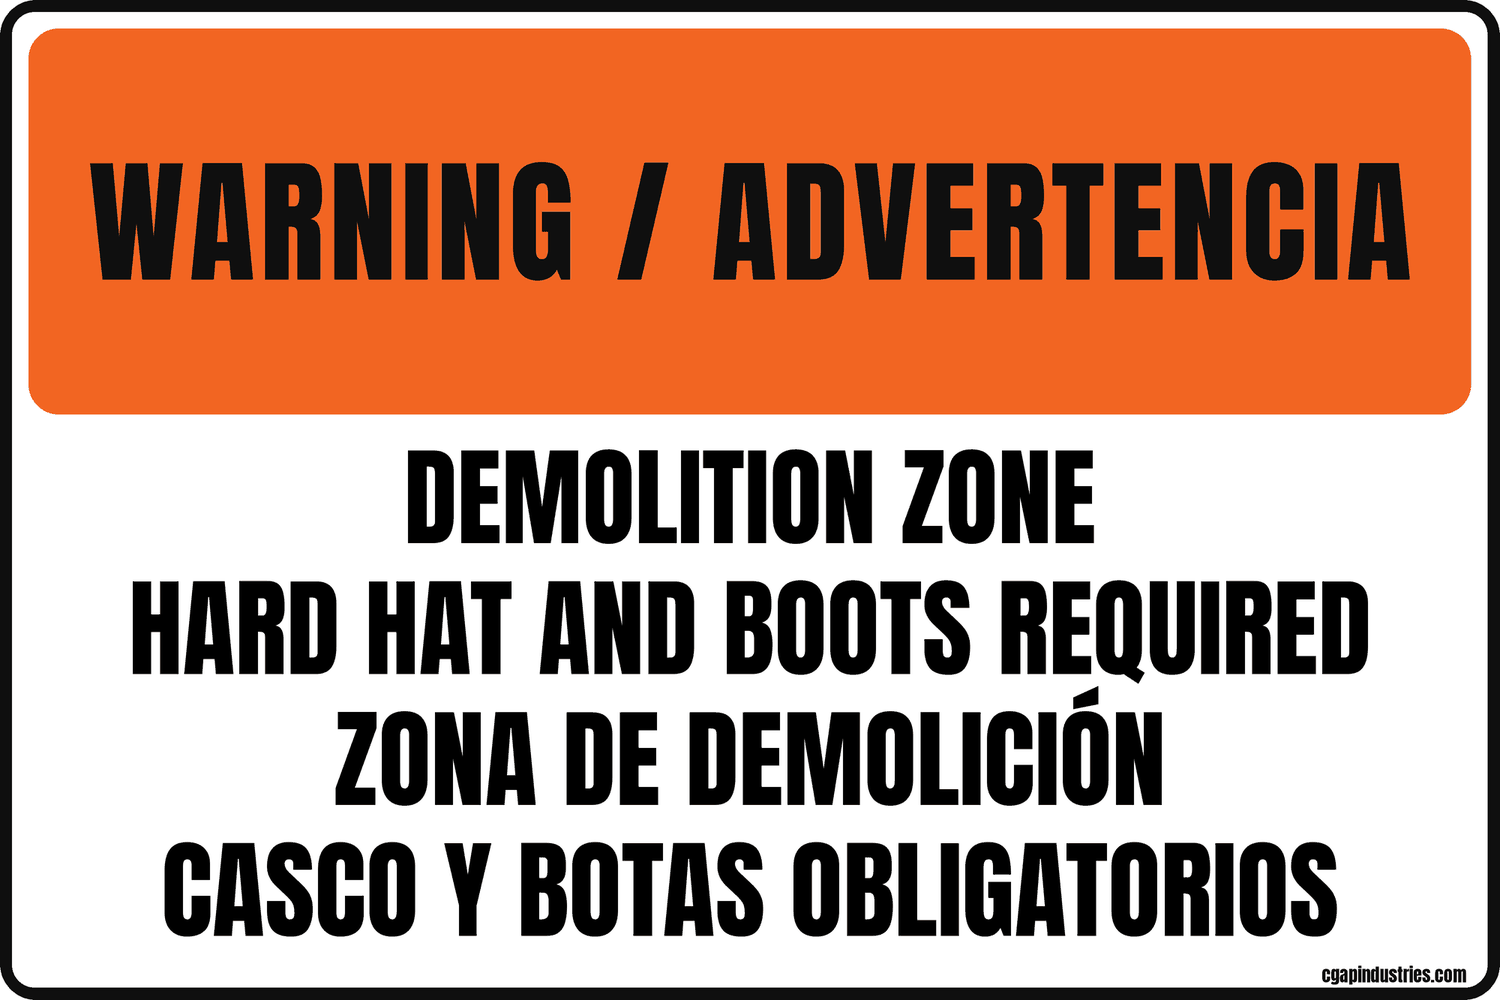 WARNING / ADVERTENCIA
DEMOLITION ZONE
HARD HAT AND BOOTS REQUIRED
ZONA DE DEMOLICIÓN
CASCO Y BOTAS OBLIGATORIOS
cgapindustries.com